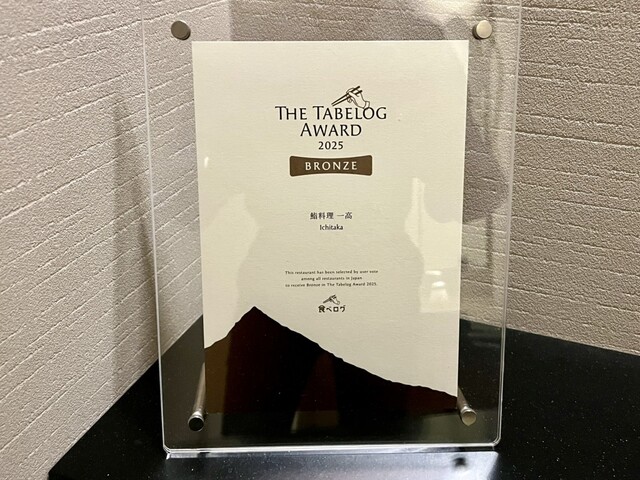 THE TABELOG
AWARD
2025
BRONZE
鮨料理 一高
Ichitaka
This restaurant has been selected by user vote
among all restaurants in Japan
to receive Bronze in The Tabelog Award 2025.
食べログ